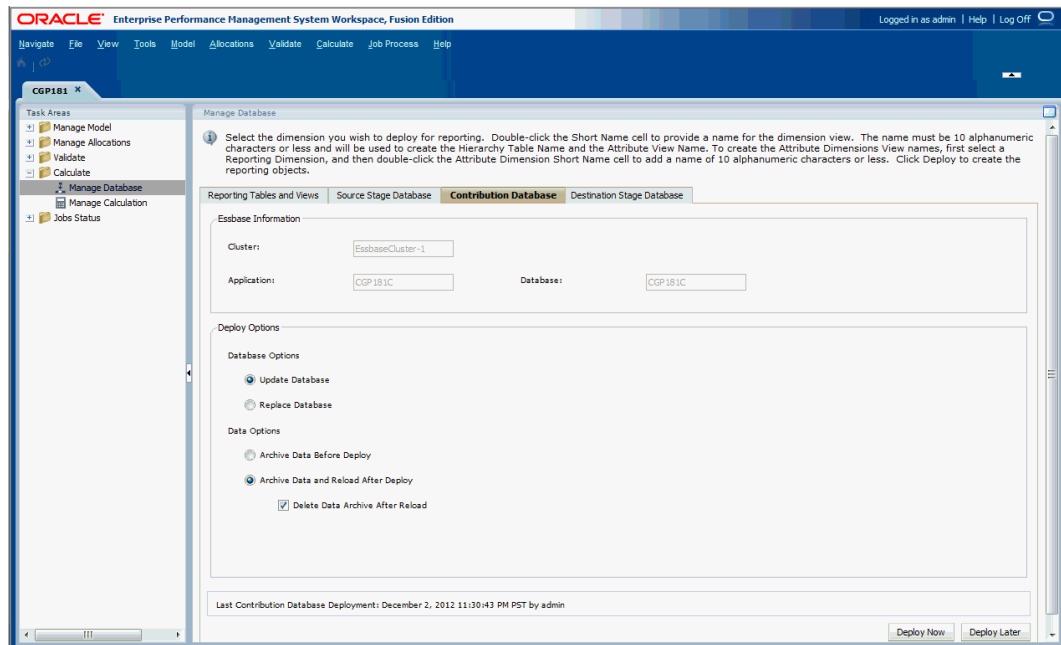 ORACLE® Enterprise Performance Management System Workspace, Fusion Edition
Logged in as admin | Help | Log Off
Navigate File View Tools Model Allocations Validate Calculate Job Process Help
CGP181 ×
Task Areas
Manage Model
Manage Allocations
Validate
Calculate
Manage Database
Manage Calculation
Jobs Status
Manage Database
Select the dimension you wish to deploy for reporting. Double-click the Short Name cell to provide a name for the dimension view. The name must be 10 alphanumeric
characters or less and will be used to create the Hierarchy Table Name and the Attribute View Name. To create the Attribute Dimensions View names, first select a
Reporting Dimension, and then double-click the Attribute Dimension Short Name cell to add a name of 10 alphanumeric characters or less. Click Deploy to create the
reporting objects.
Reporting Tables and Views Source Stage Database Contribution Database Destination Stage Database
Essbase Information
Cluster: EssbaseCluster-1
Application: CGP181C Database: CGP181C
Deploy Options
Database Options
Update Database
Replace Database
Data Options
Archive Data Before Deploy
Archive Data and Reload After Deploy
Delete Data Archive After Reload
Last Contribution Database Deployment: December 2, 2012 11:30:43 PM PST by admin
Deploy Now Deploy Later